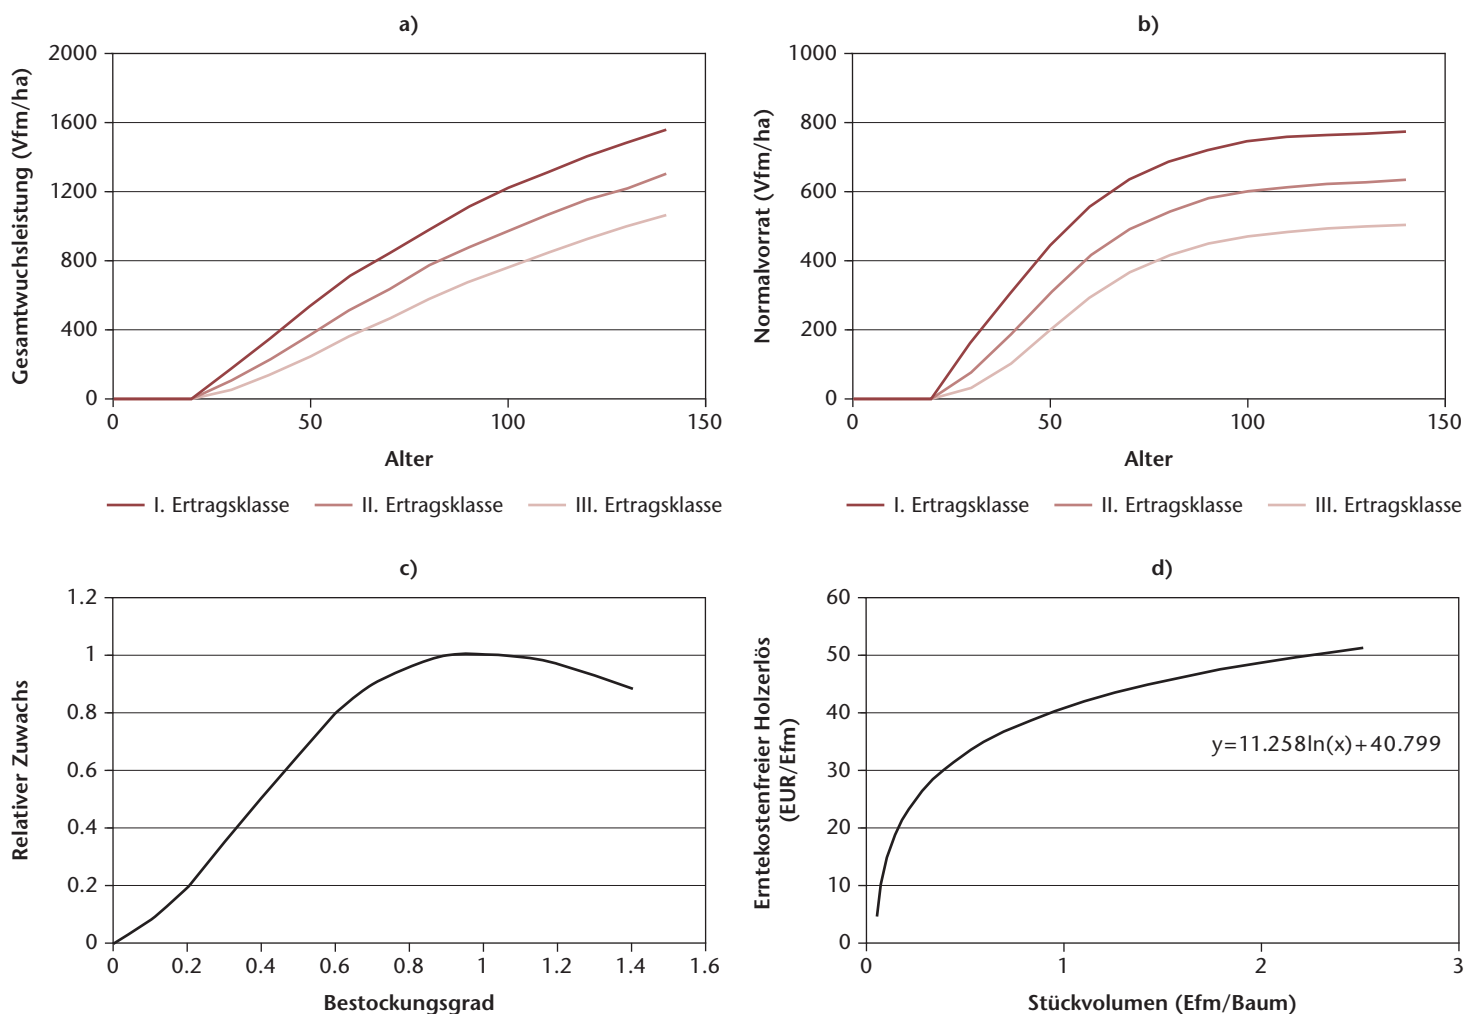 a)
Gesamtwuchsleistung (Vfm/ha)
2000
1600
1200
800
400
0
0 50 100 150
Alter
I. Ertragsklasse II. Ertragsklasse III. Ertragsklasse
b)
Normalvorrat (Vfm/ha)
1000
800
600
400
200
0
0 50 100 150
Alter
I. Ertragsklasse II. Ertragsklasse III. Ertragsklasse
c)
Relativer Zuwachs
1.2
1
0.8
0.6
0.4
0.2
0
0 0.2 0.4 0.6 0.8 1 1.2 1.4 1.6
Bestockungsgrad
d)
Erntekostenfreier Holzerlös
(EUR/Efm)
60
50
40
30
20
10
0
y=11.258ln(x)+40.799
0 1 2 3
Stückvolumen (Efm/Baum)